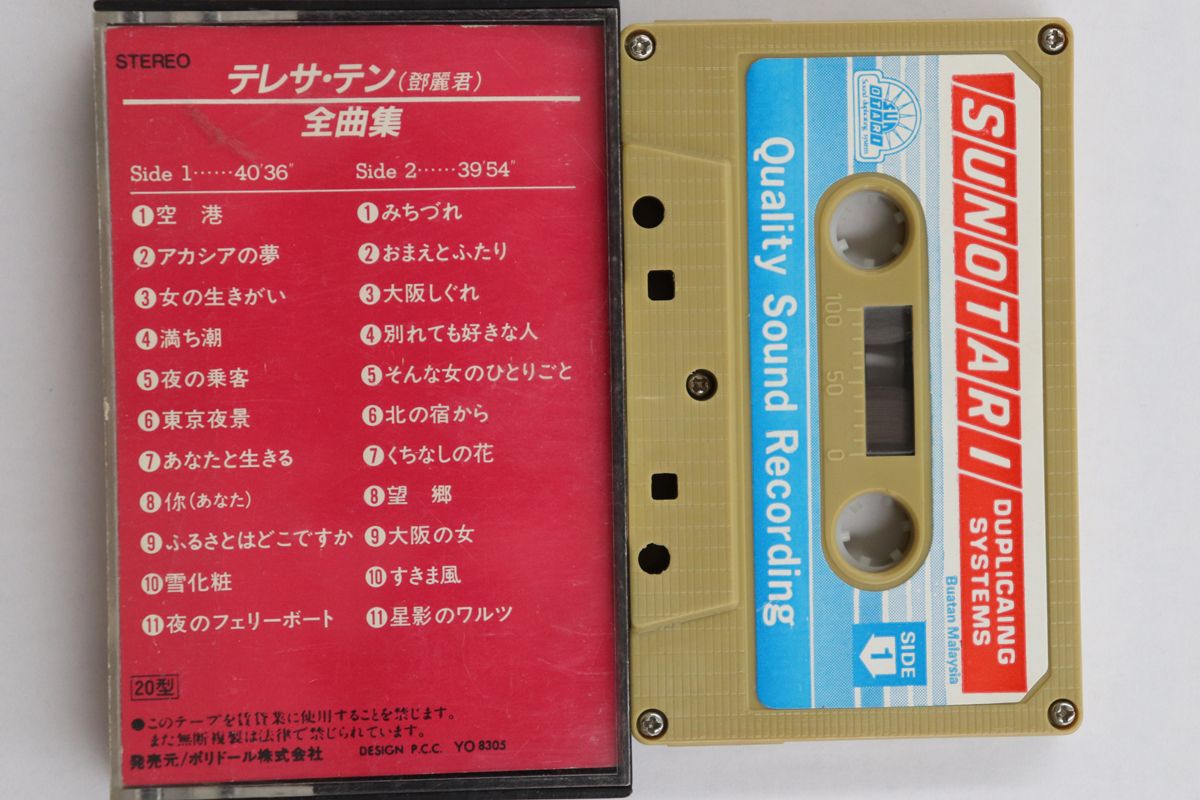 STEREO
テレサ・テン(鄧麗君)
全曲集
Side 1……40'36"
①空　港
②アカシアの夢
③女の生きがい
④満ち潮
⑤夜の乗客
⑥東京夜景
⑦あなたと生きる
⑧你(あなた)
⑨ふるさとはどこですか
⑩雪化粧
⑪夜のフェリーボート
Side 2……39'54"
①みちづれ
②おまえとふたり
③大阪しぐれ
④別れても好きな人
⑤そんな女のひとりごと
⑥北の宿から
⑦くちなしの花
⑧望　郷
⑨大阪の女
⑩すきま風
⑪星影のワルツ
20型
●このテープを賃貸業に使用することを禁じます。
また無断複製は法律で禁じられています。
発売元/ポリドール株式会社
DESIGN P.C.C. YO 8305
SUNOTARI
DUPLICAING
SYSTEMS
Buatan Malaysia
SUN
OTARI
Sound duplicating systems
100 50 0
SIDE
1
Quality Sound Recording